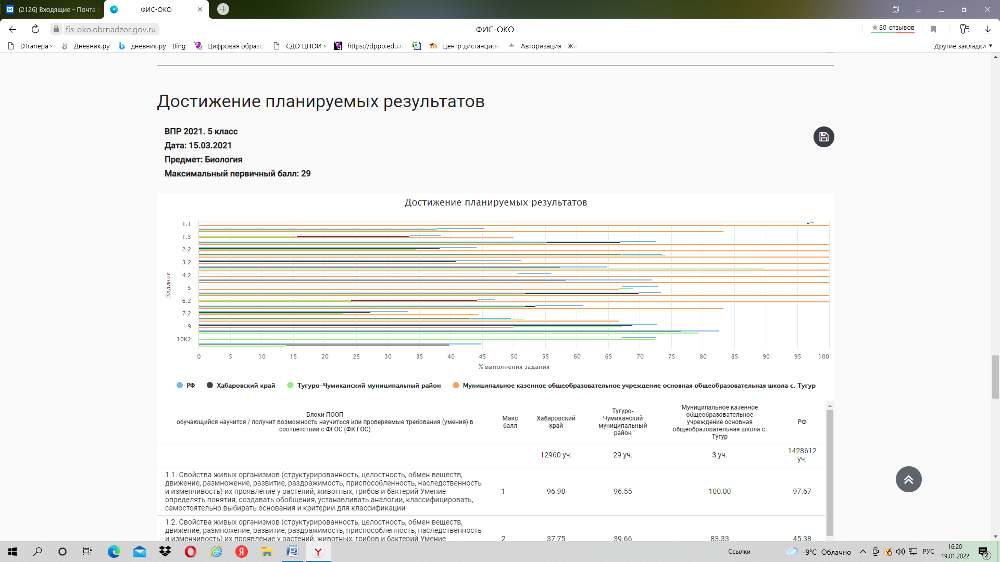 (2126) Входящие - Почта
ФИС-ОКО
fis-oko.obrnadzor.gov.ru
ФИС-ОКО
80 отзывов
DTranepa
Дневник.ру
дневник.ру - Bing
Цифровая образо
СДО ЦНОИ
https://dppo.edu.ru
Центр дистанцион
Авторизация - Жи
Другие закладки
Достижение планируемых результатов
ВПР 2021. 5 класс
Дата: 15.03.2021
Предмет: Биология
Максимальный первичный балл: 29
Достижение планируемых результатов
Задания
1.1
1.3
2.2
3.2
4.2
5
6.2
7.2
9
10K2
0 5 10 15 20 25 30 35 40 45 50 55 60 65 70 75 80 85 90 95 100
% выполнения задания
РФ Хабаровский край Тугуро-Чумиканский муниципальный район Муниципальное казенное общеобразовательное учреждение основная общеобразовательная школа с. Тугур
Блоки ПООП
обучающийся научится / получит возможность научиться или проверяемые требования (умения) в
соответствии с ФГОС (ФК ГОС)
Макс
балл
Хабаровский
край
Тугуро-
Чумиканский
муниципальный
район
Муниципальное казенное
общеобразовательное
учреждение основная
общеобразовательная школа с.
Тугур
РФ
12960 уч.
29 уч.
3 уч.
1428612
уч.
1.1. Свойства живых организмов (структурированность, целостность, обмен веществ,
движение, размножение, развитие, раздражимость, приспособленность, наследственность
и изменчивость) их проявление у растений, животных, грибов и бактерий Умение
определять понятия, создавать обобщения, устанавливать аналогии, классифицировать,
самостоятельно выбирать основания и критерии для классификации
1 96.98 96.55 100.00 97.67
1.2. Свойства живых организмов (структурированность, целостность, обмен веществ,
движение, размножение, развитие, раздражимость, приспособленность, наследственность
и изменчивость) их проявление у растений, животных, грибов и бактерий Умение
2 37.75 39.66 83.33 45.38
Ссылки
-9°C Облачно
РУС
16:20
19.01.2022
2